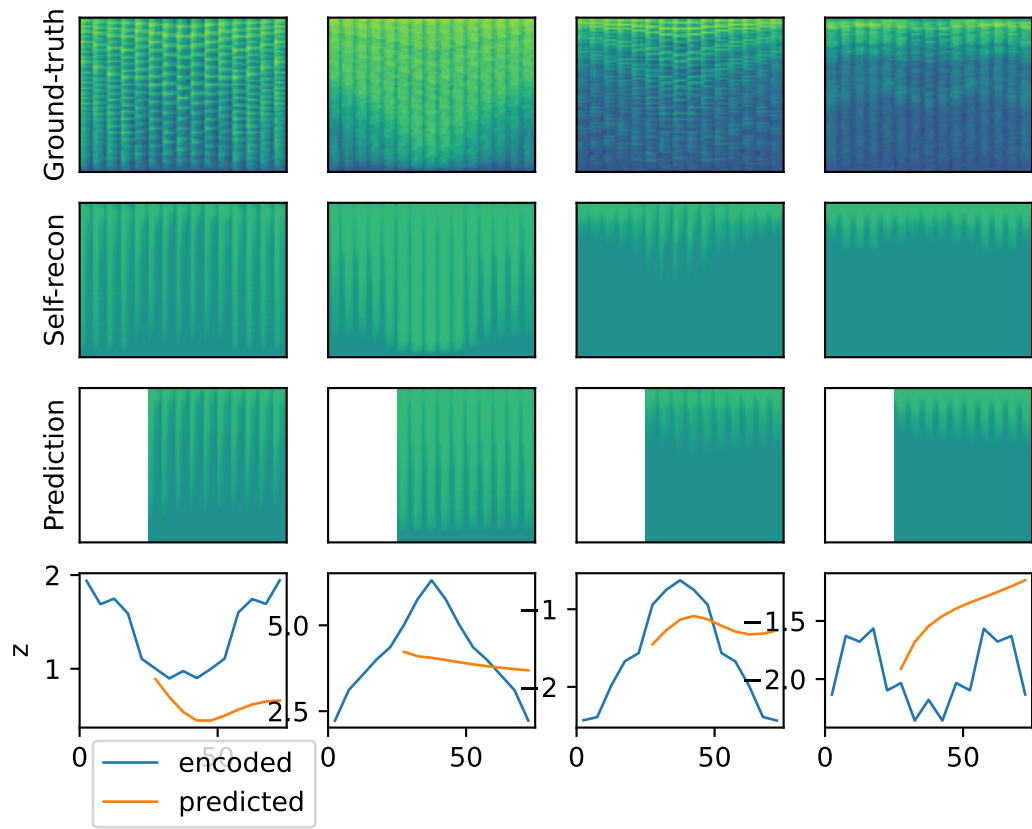 Ground-truth
Self-recon
Prediction
z
2
1
5.0
2.5
−1
−2
−1.5
−2.0
0
50
0
50
0
50
0
50
encoded
predicted